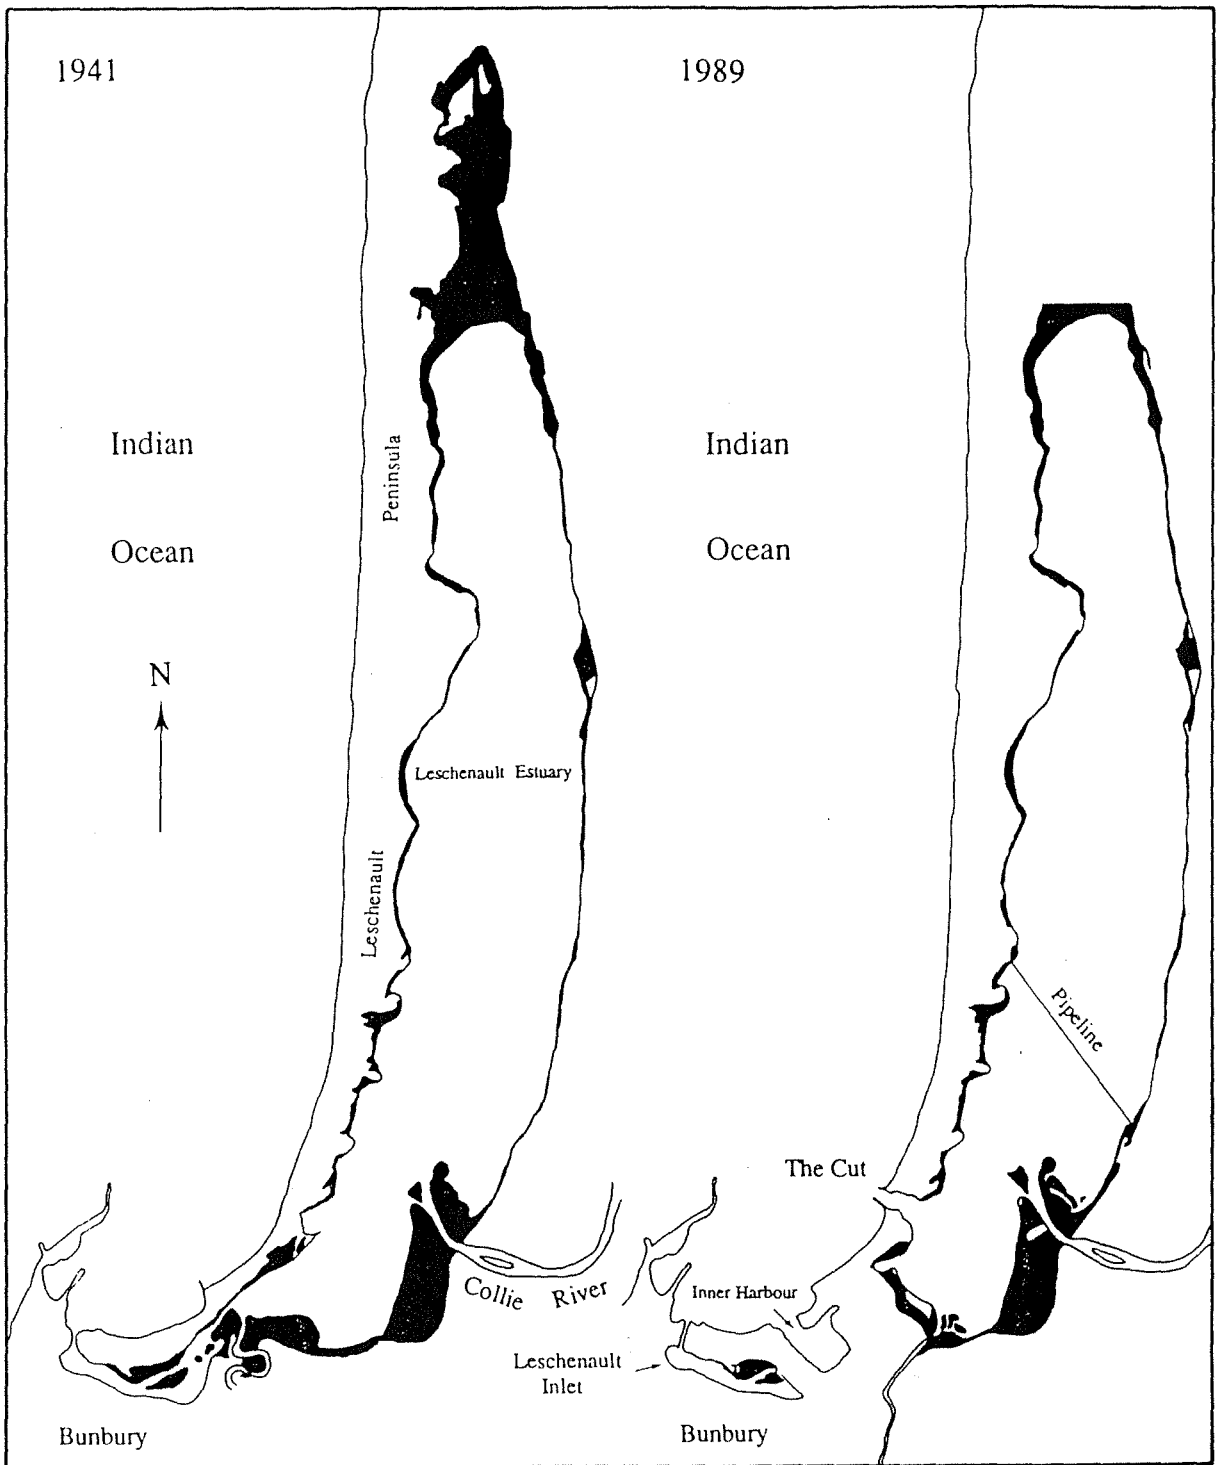 1941
Indian
Ocean
N
Peninsula
Leschenault
Leschenault Estuary
Collie River
Bunbury
1989
Indian
Ocean
Pipeline
The Cut
Inner Harbour
Leschenault
Inlet
Bunbury